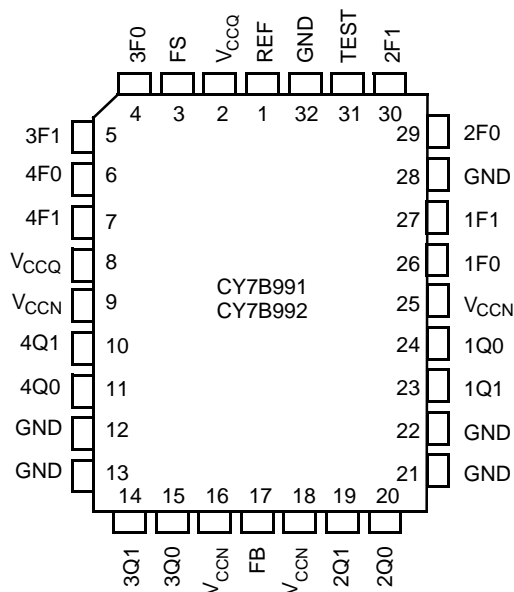 3F0 FS VCCQ REF GND TEST 2F1
4 3 2 1 32 31 30
3F1 5 29 2F0
4F0 6 28 GND
4F1 7 27 1F1
VCCQ 8 26 1F0
CY7B991
CY7B992
VCCN 9 25 VCCN
4Q1 10 24 1Q0
4Q0 11 23 1Q1
GND 12 22 GND
GND 13 21 GND
14 15 16 17 18 19 20
3Q1 3Q0 VCCN FB VCCN 2Q1 2Q0